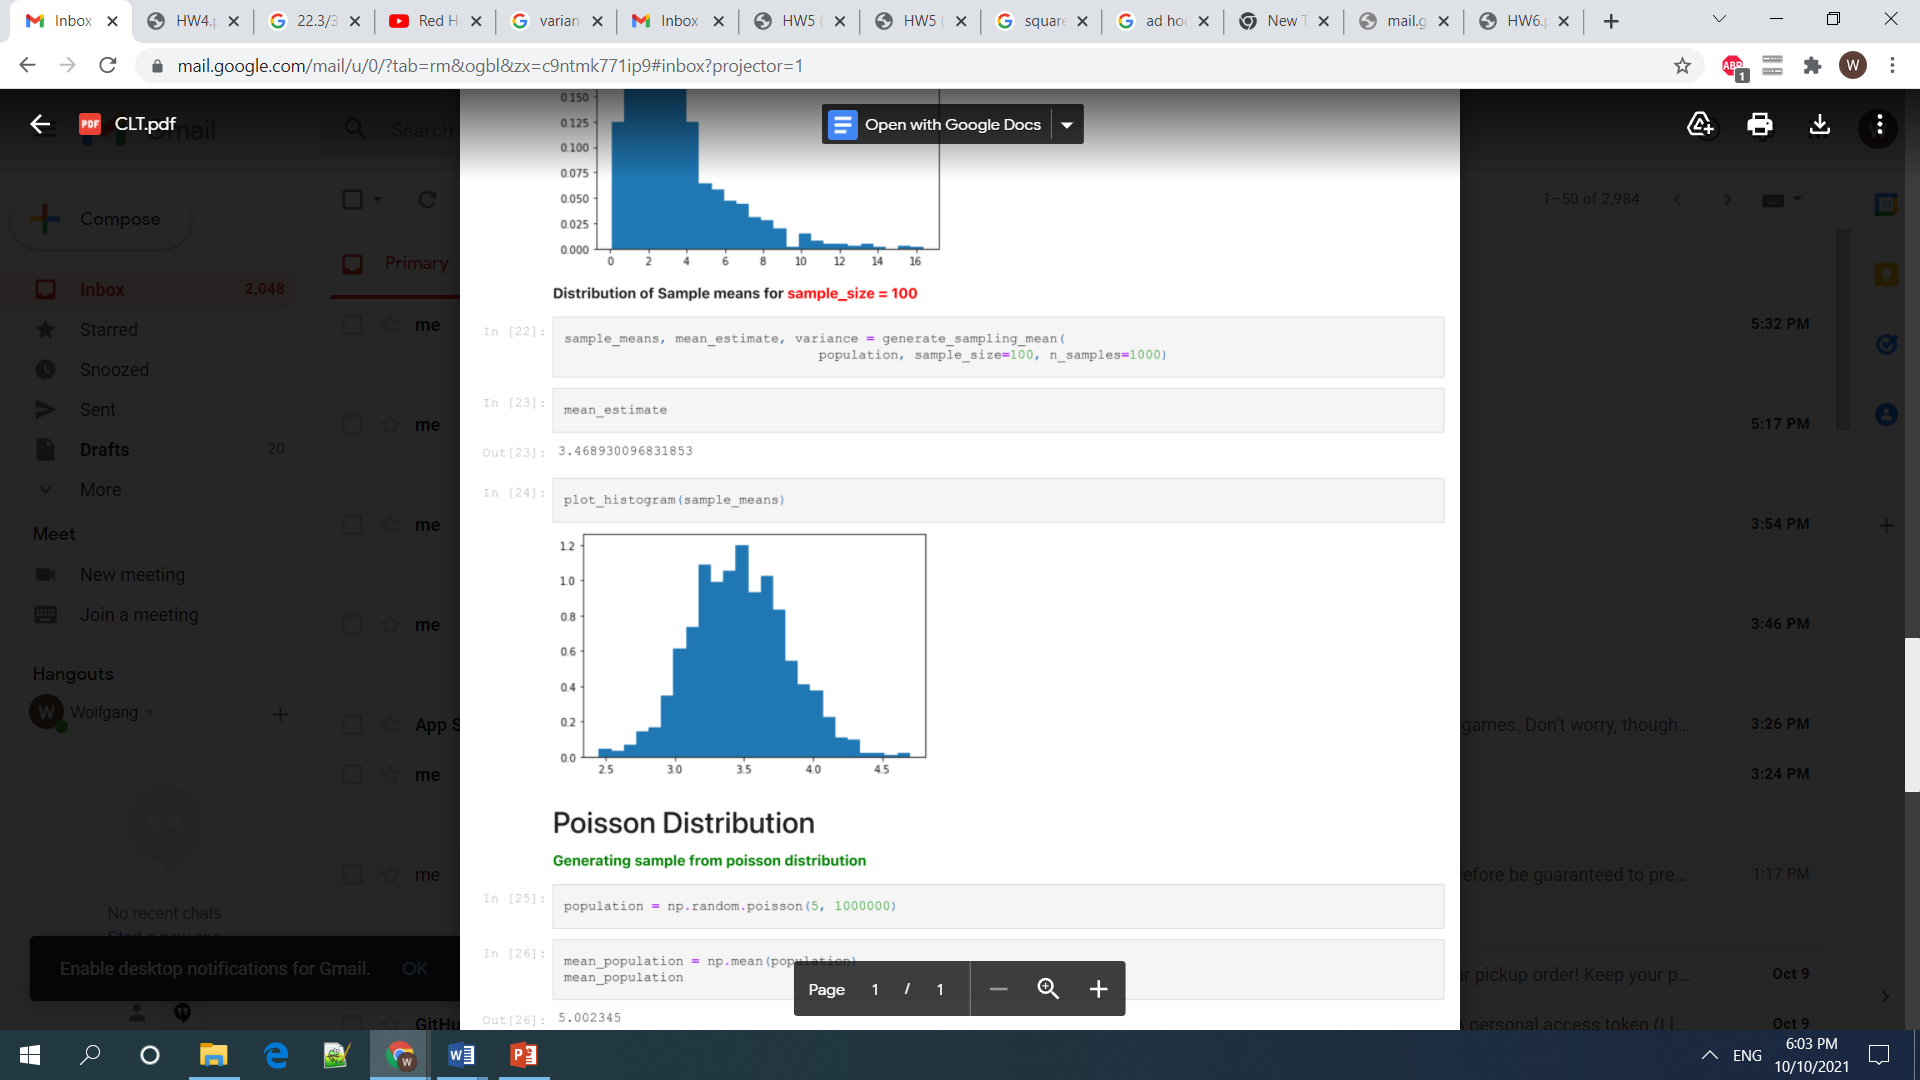 Inbox
HW4.p
22.3/3
Red H
varian
Inbox
HW5 (
HW5 (
square
ad hoc
New T
mail.g
HW6.p
mail.google.com/mail/u/0/?tab=rm&ogbl&zx=c9ntmk771ip9#inbox?projector=1
ABP
1
W
PDF
CLT.pdf
Search
Open with Google Docs
Compose
1–50 of 2,984
31
Primary
Inbox 2,048
Starred
Snoozed
Sent
Drafts 20
More
Meet
New meeting
Join a meeting
Hangouts
W Wolfgang
No recent chats
Enable desktop notifications for Gmail. OK
me
me
me
me
App S
me
me
GitHu
0.150
0.125
0.100
0.075
0.050
0.025
0.000
0 2 4 6 8 10 12 14 16
Distribution of Sample means for sample_size = 100
In [22]: sample_means, mean_estimate, variance = generate_sampling_mean(
population, sample_size=100, n_samples=1000)
In [23]: mean_estimate
Out[23]: 3.468930096831853
In [24]: plot_histogram(sample_means)
1.2
1.0
0.8
0.6
0.4
0.2
0.0
2.5 3.0 3.5 4.0 4.5
Poisson Distribution
Generating sample from poisson distribution
In [25]: population = np.random.poisson(5, 1000000)
In [26]: mean_population = np.mean(population)
mean_population
Out[26]: 5.002345
Page 1 / 1
5:32 PM
5:17 PM
3:54 PM
3:46 PM
games. Don't worry, though... 3:26 PM
3:24 PM
efore be guaranteed to pre... 1:17 PM
r pickup order! Keep your p... Oct 9
personal access token (I l... Oct 9
ENG
6:03 PM
10/10/2021